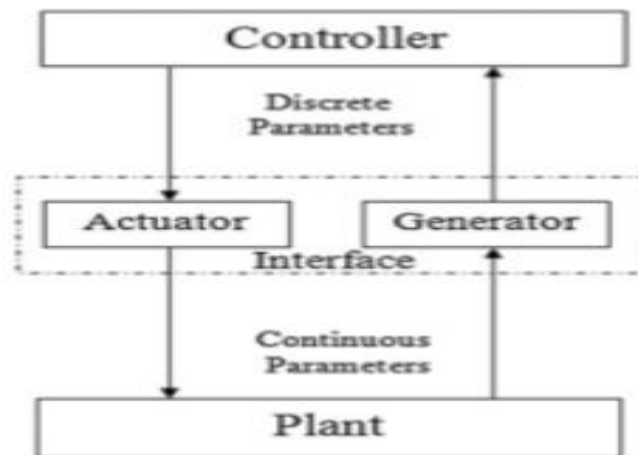 Controller
Discrete
Parameters
Actuator
Generator
Interface
Continuous
Parameters
Plant